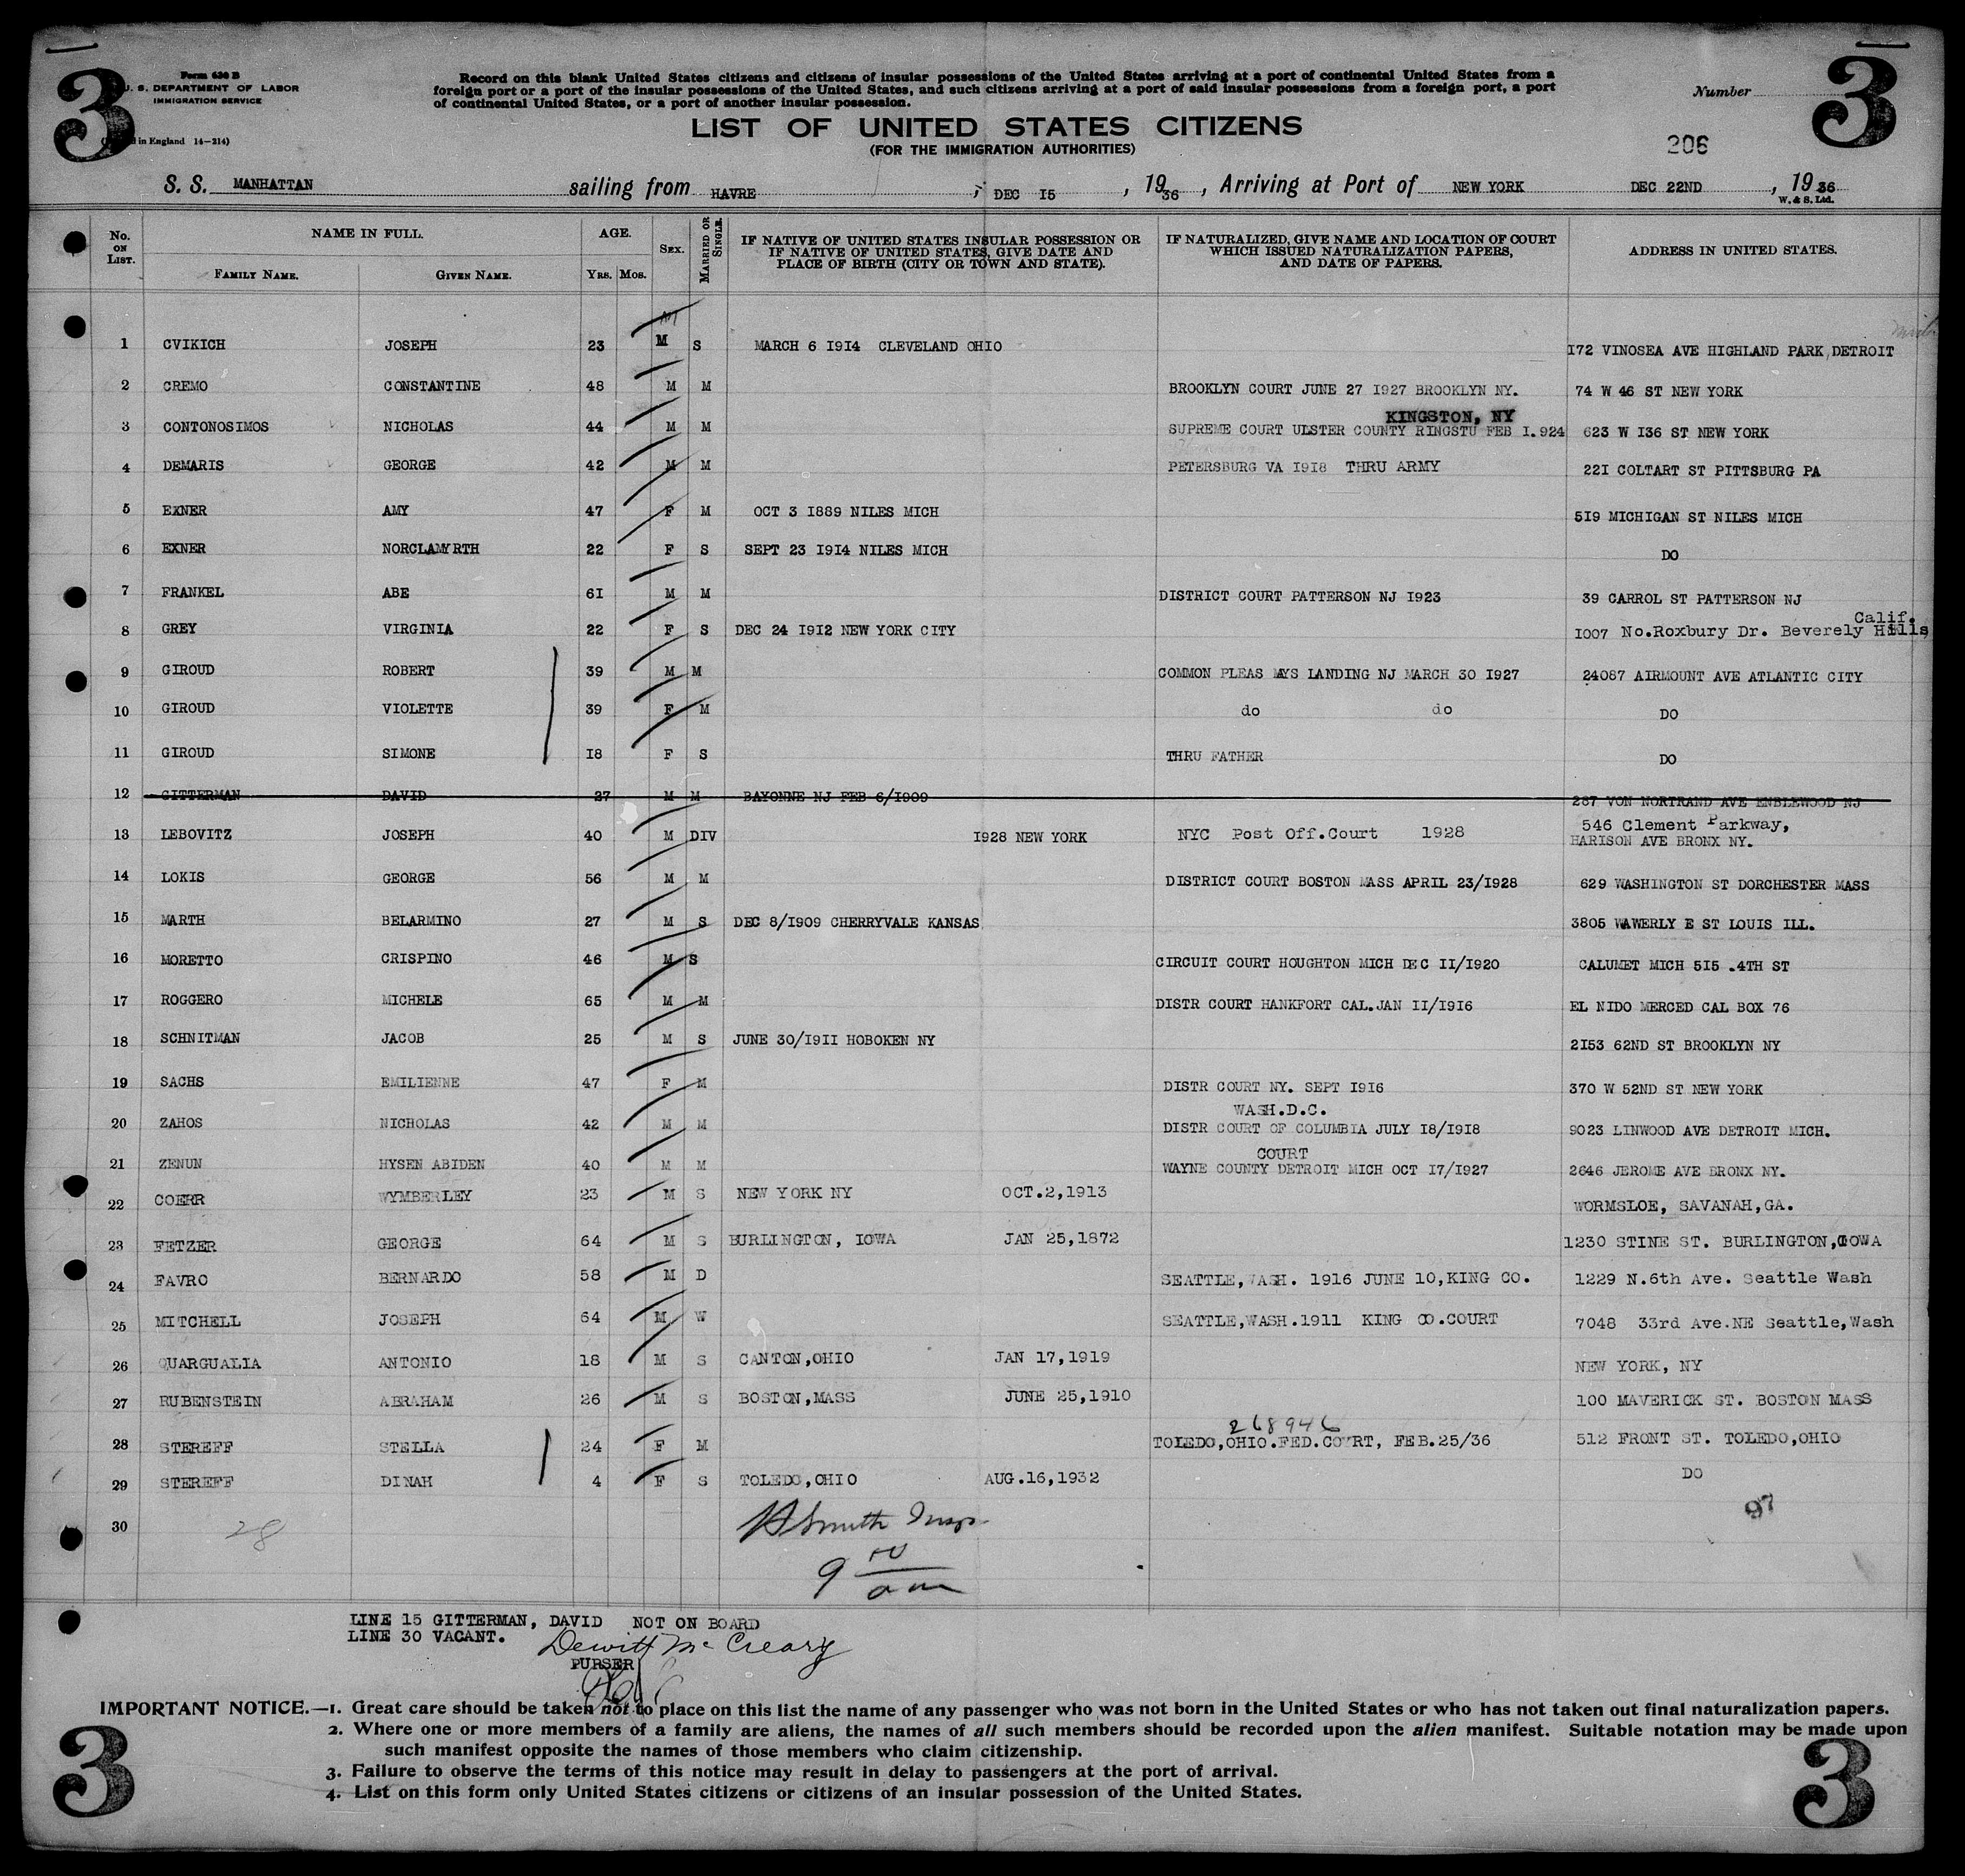 3
Form 630 B
U. S. DEPARTMENT OF LABOR
IMMIGRATION SERVICE
in England 14—214)
Record on this blank United States citizens and citizens of insular possessions of the United States arriving at a port of continental United States from a
foreign port or a port of the insular possessions of the United States, and such citizens arriving at a port of said insular possessions from a foreign port, a port
of continental United States, or a port of another insular possession.
Number
3
LIST OF UNITED STATES CITIZENS
(FOR THE IMMIGRATION AUTHORITIES)
206
S. S. MANHATTAN sailing from HAVRE , DEC 15 , 1936 , Arriving at Port of NEW YORK DEC 22ND , 1936
W. & S. Ltd.
No. ON LIST. NAME IN FULL. AGE. SEX. MARRIED OR SINGLE. IF NATIVE OF UNITED STATES INSULAR POSSESSION OR IF NATIVE OF UNITED STATES, GIVE DATE AND PLACE OF BIRTH (CITY OR TOWN AND STATE). IF NATURALIZED, GIVE NAME AND LOCATION OF COURT WHICH ISSUED NATURALIZATION PAPERS, AND DATE OF PAPERS. ADDRESS IN UNITED STATES.
FAMILY NAME. GIVEN NAME. YRS. MOS.
1 CVIKICH JOSEPH 23 M S MARCH 6 1914 CLEVELAND OHIO 172 VINOSEA AVE HIGHLAND PARK DETROIT
2 CREMO CONSTANTINE 48 M M BROOKLYN COURT JUNE 27 1927 BROOKLYN NY. 74 W 46 ST NEW YORK
KINGSTON, NY
3 CONTONOSIMOS NICHOLAS 44 M M SUPREME COURT ULSTER COUNTY RINGSTU FEB 1.924 623 W 136 ST NEW YORK
4 DEMARIS GEORGE 42 M M PETERSBURG VA 1918 THRU ARMY 221 COLTART ST PITTSBURG PA
5 EXNER AMY 47 F M OCT 3 1889 NILES MICH 519 MICHIGAN ST NILES MICH
6 EXNER NORCLAMYRTH 22 F S SEPT 23 1914 NILES MICH DO
7 FRANKEL ABE 61 M M DISTRICT COURT PATTERSON NJ 1923 39 CARROL ST PATTERSON NJ
Calif.
8 GREY VIRGINIA 22 F S DEC 24 1912 NEW YORK CITY 1007 No.Roxbury Dr. Beverely Hills
9 GIROUD ROBERT 39 M M COMMON PLEAS MYS LANDING NJ MARCH 30 1927 24087 AIRMOUNT AVE ATLANTIC CITY
10 GIROUD VIOLETTE 39 F M do do DO
11 GIROUD SIMONE 18 F S THRU FATHER DO
12 GITTERMAN DAVID 27 M M BAYONNE NJ FEB 6/1909 287 VON NORTRAND AVE ENBLEWOOD NJ
546 Clement Parkway,
13 LEBOVITZ JOSEPH 40 M DIV 1928 NEW YORK NYC Post Off.Court 1928 HARISON AVE BRONX NY.
14 LOKIS GEORGE 56 M M DISTRICT COURT BOSTON MASS APRIL 23/1928 629 WASHINGTON ST DORCHESTER MASS
15 MARTH BELARMINO 27 M S DEC 8/1909 CHERRYVALE KANSAS 3805 WAWERLY E ST LOUIS ILL.
16 MORETTO CRISPINO 46 M S CIRCUIT COURT HOUGHTON MICH DEC 11/1920 CALUMET MICH 515 .4TH ST
17 ROGGERO MICHELE 65 M M DISTR COURT HANKFORT CAL.JAN 11/1916 EL NIDO MERCED CAL BOX 76
18 SCHNITMAN JACOB 25 M S JUNE 30/1911 HOBOKEN NY 2153 62ND ST BROOKLYN NY
19 SACHS EMILIENNE 47 F M DISTR COURT NY. SEPT 1916 370 W 52ND ST NEW YORK
WASH.D.C.
20 ZAHOS NICHOLAS 42 M M DISTR COURT OF COLUMBIA JULY 18/1918 9023 LINWOOD AVE DETROIT MICH.
COURT
21 ZENUN HYSEN ABIDEN 40 M M WAYNE COUNTY DETROIT MICH OCT 17/1927 2646 JEROME AVE BRONX NY.
22 COERR WYMBERLEY 23 M S NEW YORK NY OCT.2,1913 WORMSLOE, SAVANAH,GA.
23 FETZER GEORGE 64 M S BURLINGTON, IOWA JAN 25,1872 1230 STINE ST. BURLINGTON,IOWA
24 FAVRO BERNARDO 58 M D SEATTLE,WASH. 1916 JUNE 10,KING CO. 1229 N.6th Ave. Seattle Wash
25 MITCHELL JOSEPH 64 M W SEATTLE,WASH.1911 KING CO.COURT 7048 33rd Ave.NE Seattle,Wash
26 QUARGUALIA ANTONIO 18 M S CANTON,OHIO JAN 17,1919 NEW YORK, NY
27 RUBENSTEIN ABRAHAM 26 M S BOSTON,MASS JUNE 25,1910 100 MAVERICK ST. BOSTON MASS
268946
28 STEREFF STELLA 24 F M TOLEDO,OHIO.FED.COURT, FEB.25/36 512 FRONT ST. TOLEDO,OHIO
29 STEREFF DINAH 4 F S TOLEDO,OHIO AUG.16,1932 DO
97
30 28 Smith Insp
9 10 am
LINE 15 GITTERMAN, DAVID NOT ON BOARD
LINE 30 VACANT.
Dewitt Mc Creary
PURSER
IMPORTANT NOTICE.—1. Great care should be taken not to place on this list the name of any passenger who was not born in the United States or who has not taken out final naturalization papers.
2. Where one or more members of a family are aliens, the names of all such members should be recorded upon the alien manifest. Suitable notation may be made upon
such manifest opposite the names of those members who claim citizenship.
3. Failure to observe the terms of this notice may result in delay to passengers at the port of arrival.
4. List on this form only United States citizens or citizens of an insular possession of the United States.
3
3